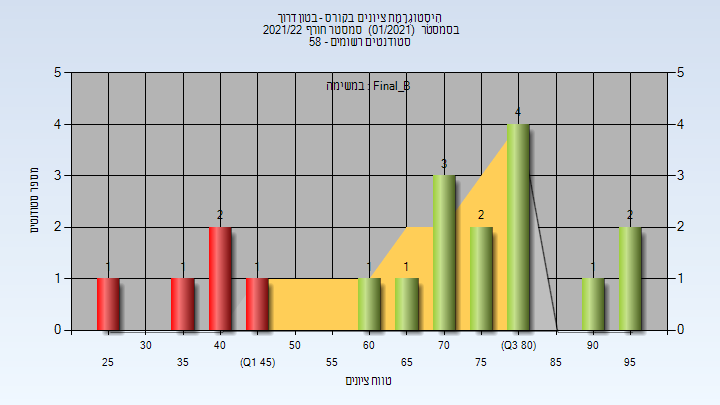 היסטוגרמת ציונים בקורס - בטון דרוך
בסמסטר (01/2021) סמסטר חורף 2021/22
סטודנטים רשומים - 58
במשימה : Final_B
מספר סטודנטים
5 5
4 4
3 3
2 2
1 1
0 0
1 1 2 1 1 1 3 2 4 1 2
30 40 50 60 70 (Q3 80) 90
25 35 (Q1 45) 55 65 75 85 95
טווח ציונים